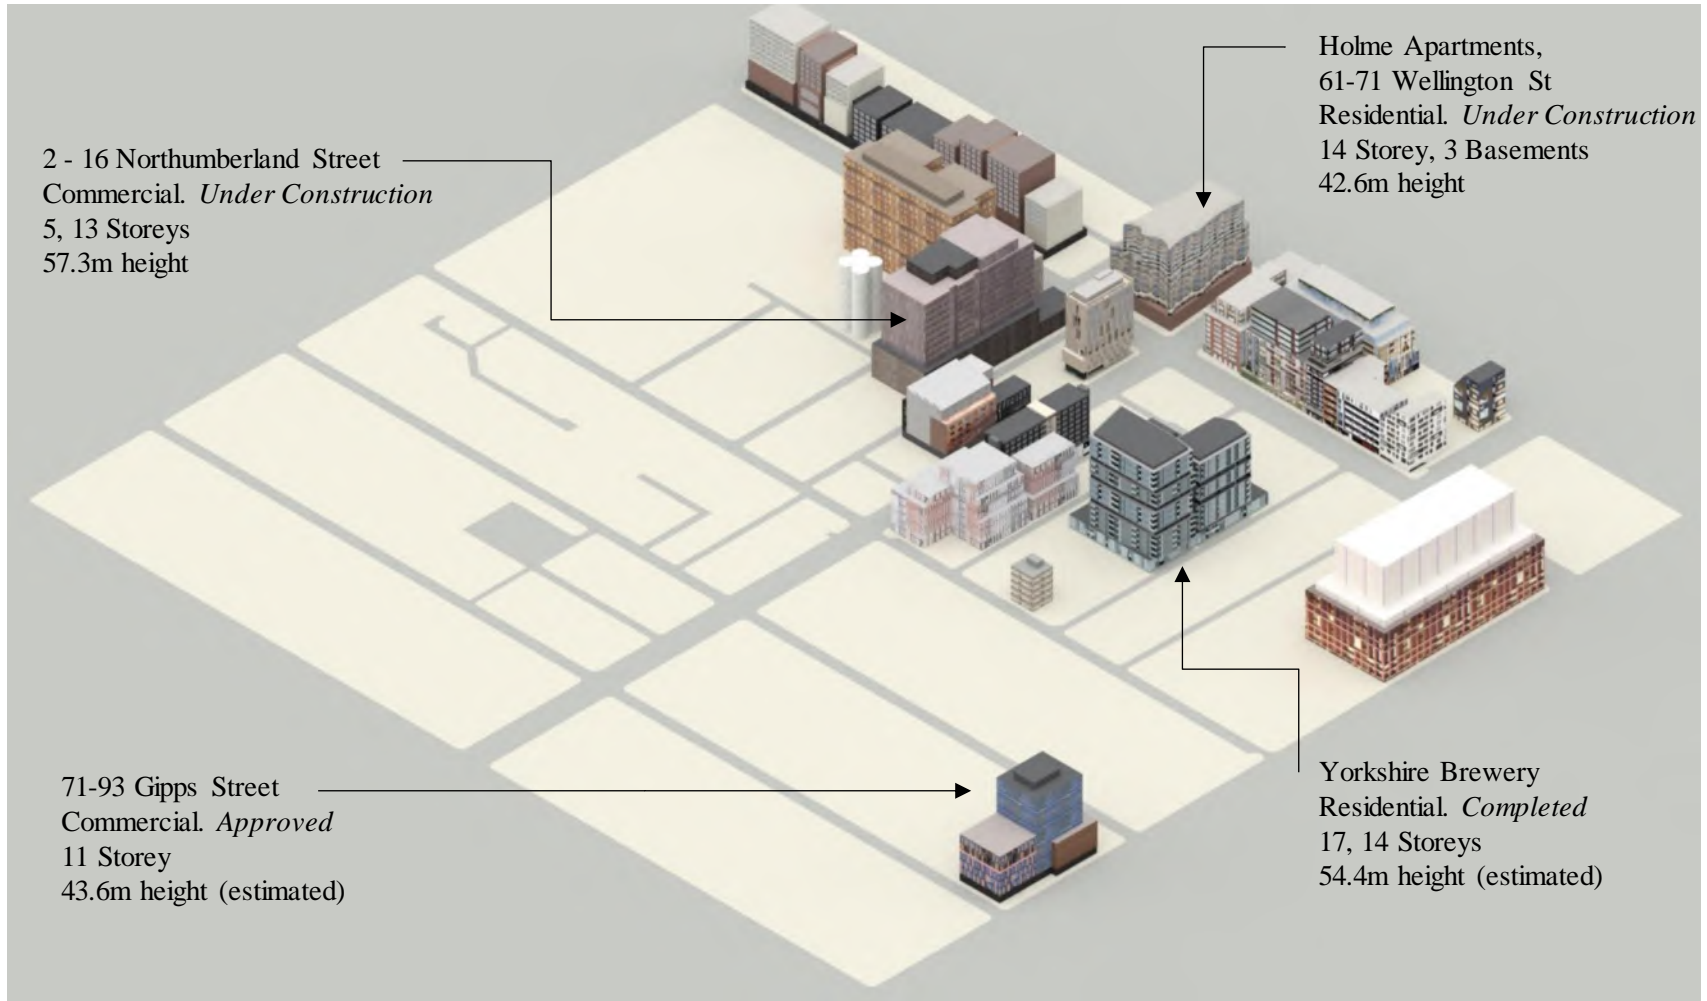 Holme Apartments,
61-71 Wellington St
Residential. Under Construction
14 Storey, 3 Basements
42.6m height
2 - 16 Northumberland Street
Commercial. Under Construction
5, 13 Storeys
57.3m height
71-93 Gipps Street
Commercial. Approved
11 Storey
43.6m height (estimated)
Yorkshire Brewery
Residential. Completed
17, 14 Storeys
54.4m height (estimated)